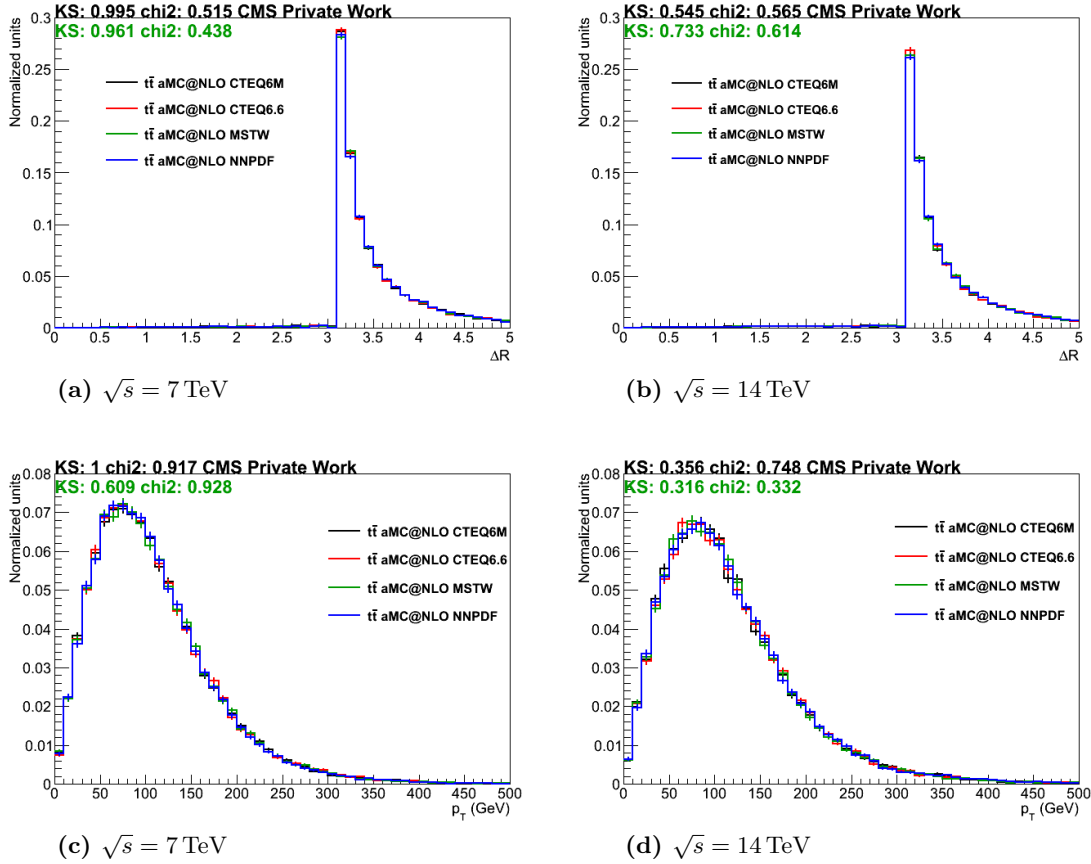 KS: 0.995 chi2: 0.515 CMS Private Work
KS: 0.961 chi2: 0.438
Normalized units
0.3
0.25
0.2
0.15
0.1
0.05
0
tt̄ aMC@NLO CTEQ6M
tt̄ aMC@NLO CTEQ6.6
tt̄ aMC@NLO MSTW
tt̄ aMC@NLO NNPDF
0 0.5 1 1.5 2 2.5 3 3.5 4 4.5 5
ΔR
(a) √s = 7 TeV
KS: 0.545 chi2: 0.565 CMS Private Work
KS: 0.733 chi2: 0.614
Normalized units
0.3
0.25
0.2
0.15
0.1
0.05
0
tt̄ aMC@NLO CTEQ6M
tt̄ aMC@NLO CTEQ6.6
tt̄ aMC@NLO MSTW
tt̄ aMC@NLO NNPDF
0 0.5 1 1.5 2 2.5 3 3.5 4 4.5 5
ΔR
(b) √s = 14 TeV
KS: 1 chi2: 0.917 CMS Private Work
KS: 0.609 chi2: 0.928
Normalized units
0.08
0.07
0.06
0.05
0.04
0.03
0.02
0.01
0
tt̄ aMC@NLO CTEQ6M
tt̄ aMC@NLO CTEQ6.6
tt̄ aMC@NLO MSTW
tt̄ aMC@NLO NNPDF
0 50 100 150 200 250 300 350 400 450 500
p_T (GeV)
(c) √s = 7 TeV
KS: 0.356 chi2: 0.748 CMS Private Work
KS: 0.316 chi2: 0.332
Normalized units
0.08
0.07
0.06
0.05
0.04
0.03
0.02
0.01
0
tt̄ aMC@NLO CTEQ6M
tt̄ aMC@NLO CTEQ6.6
tt̄ aMC@NLO MSTW
tt̄ aMC@NLO NNPDF
0 50 100 150 200 250 300 350 400 450 500
p_T (GeV)
(d) √s = 14 TeV